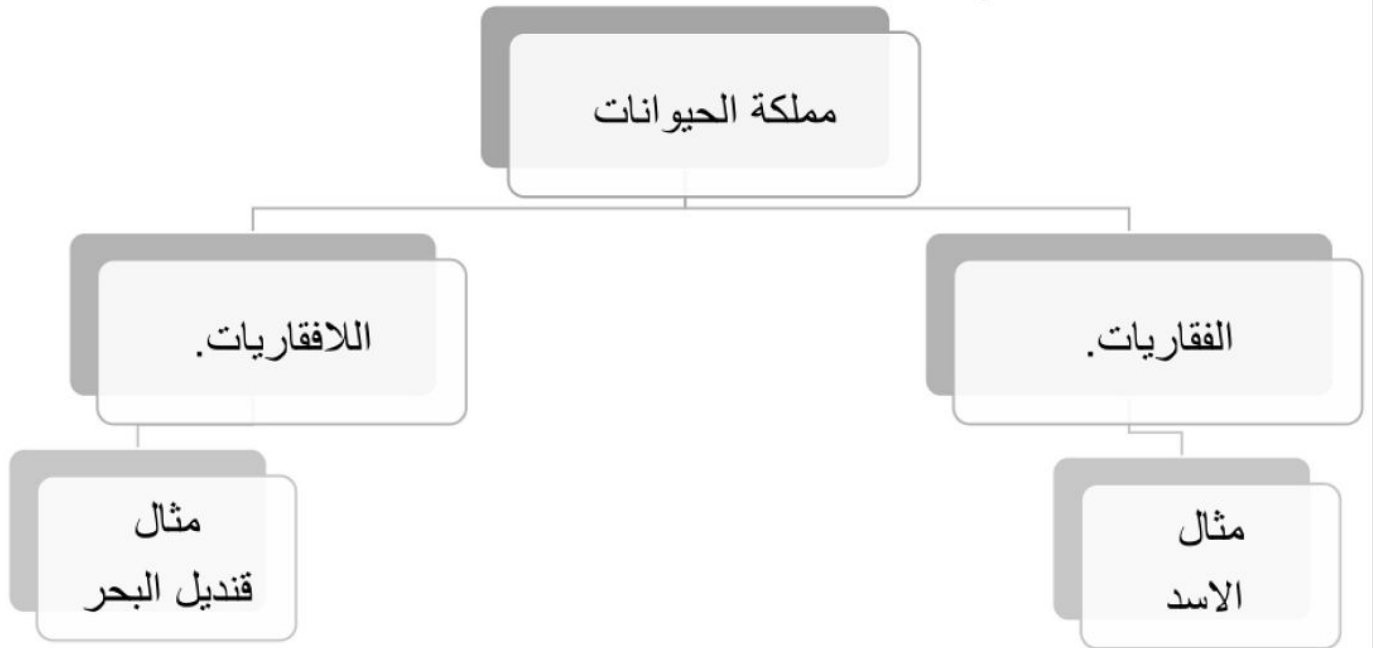 مملكة الحيوانات
الفقاريات.
اللافقاريات.
مثال
الاسد
مثال
قنديل البحر